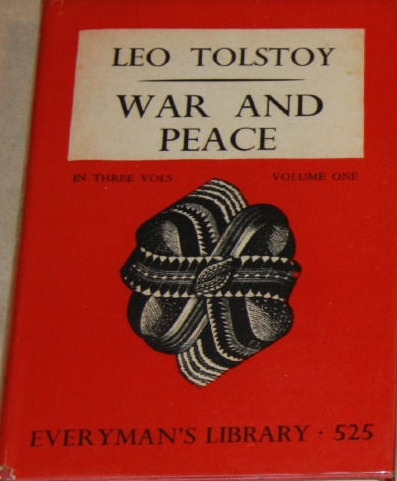 LEO TOLSTOY
WAR AND
PEACE
IN THREE VOLS VOLUME ONE
EVERYMAN'S LIBRARY · 525